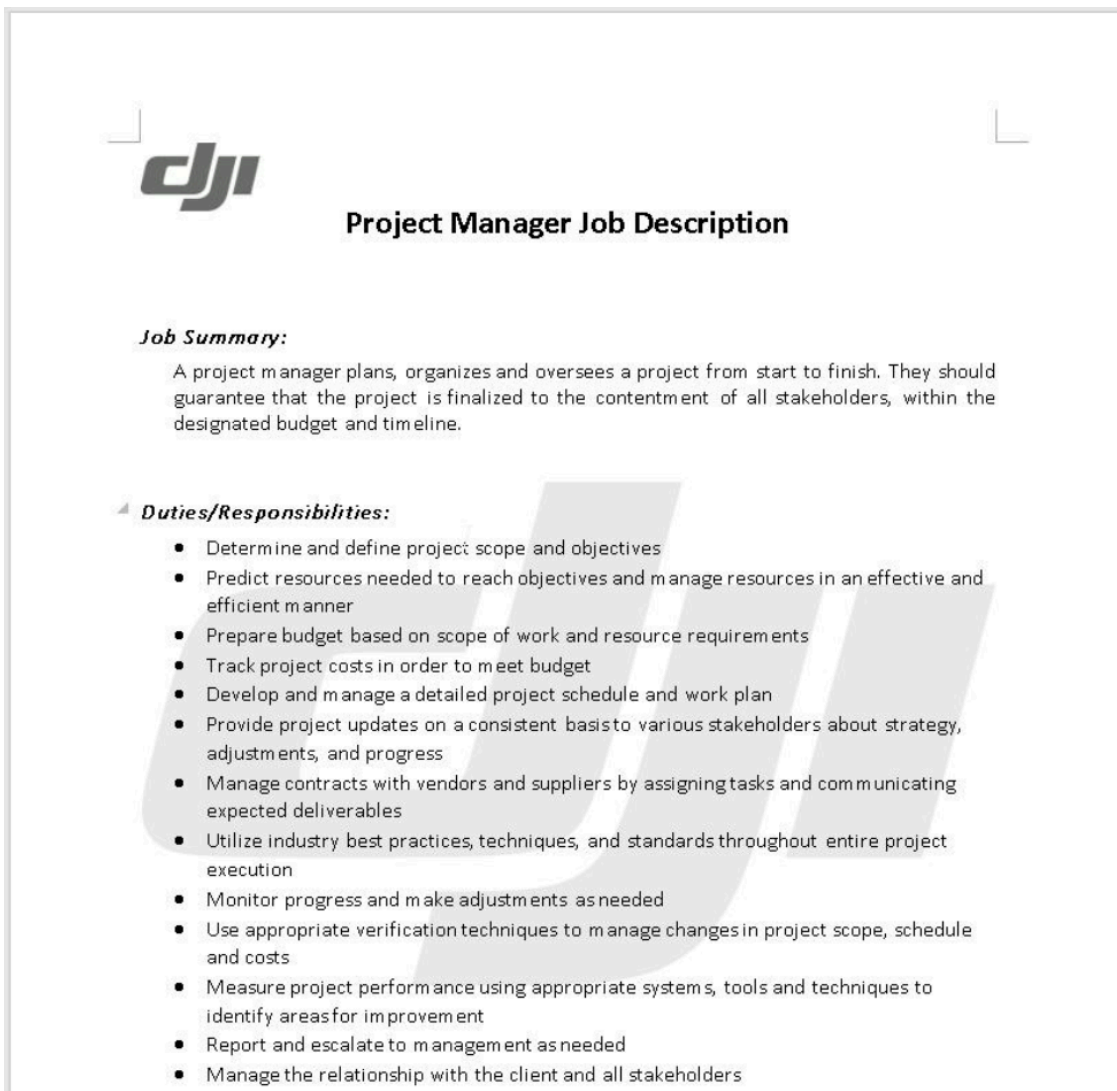 dji
Project Manager Job Description
Job Summary:
A project manager plans, organizes and oversees a project from start to finish. They should
guarantee that the project is finalized to the contentment of all stakeholders, within the
designated budget and timeline.
Duties/Responsibilities:
● Determine and define project scope and objectives
● Predict resources needed to reach objectives and manage resources in an effective and
efficient manner
● Prepare budget based on scope of work and resource requirements
● Track project costs in order to meet budget
● Develop and manage a detailed project schedule and work plan
● Provide project updates on a consistent basis to various stakeholders about strategy,
adjustments, and progress
● Manage contracts with vendors and suppliers by assigning tasks and communicating
expected deliverables
● Utilize industry best practices, techniques, and standards throughout entire project
execution
● Monitor progress and make adjustments as needed
● Use appropriate verification techniques to manage changes in project scope, schedule
and costs
● Measure project performance using appropriate systems, tools and techniques to
identify areas for improvement
● Report and escalate to management as needed
● Manage the relationship with the client and all stakeholders
dji